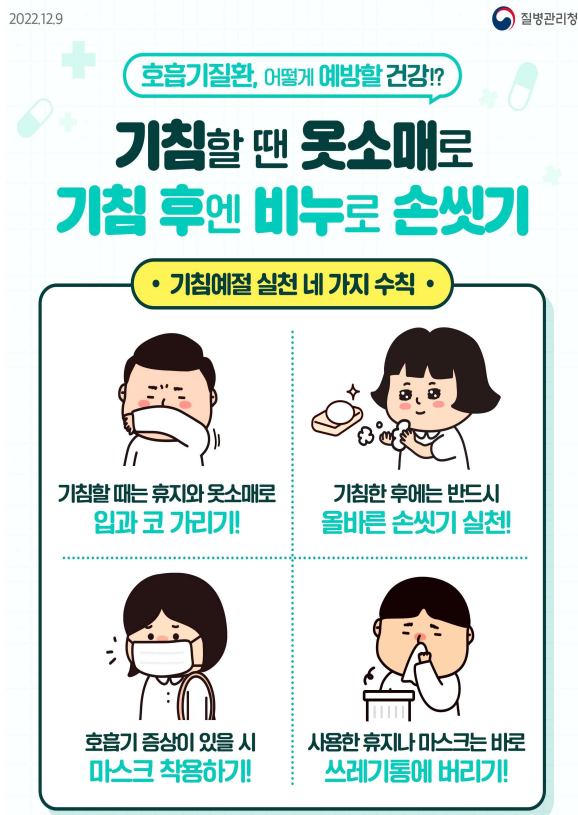 2022.12.9
질병관리청
호흡기질환, 어떻게 예방할 건강!?
기침할 땐 옷소매로
기침 후엔 비누로 손씻기
• 기침예절 실천 네 가지 수칙 •
기침할 때는 휴지와 옷소매로
입과 코 가리기!
기침한 후에는 반드시
올바른 손씻기 실천!
호흡기 증상이 있을 시
마스크 착용하기!
사용한 휴지나 마스크는 바로
쓰레기통에 버리기!